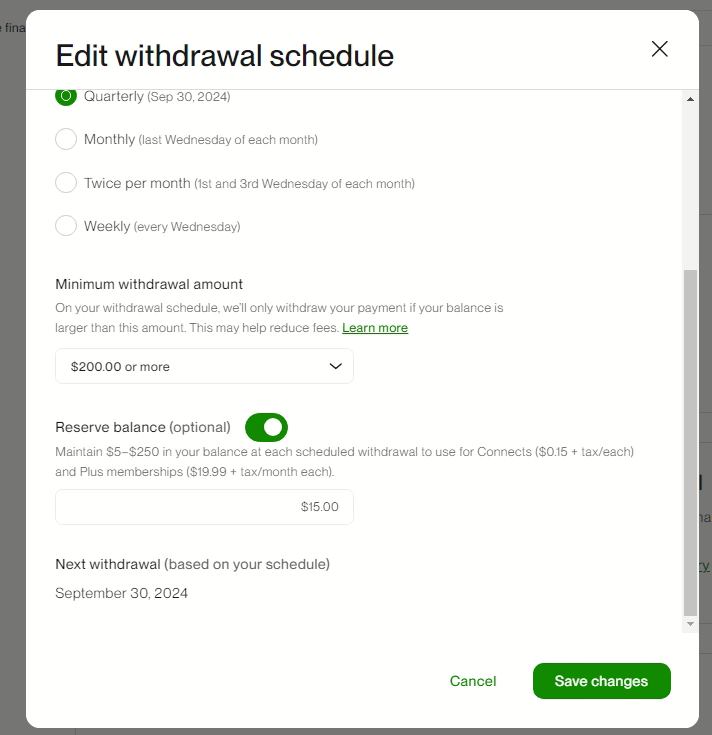 e fina
Edit withdrawal schedule
Quarterly (Sep 30, 2024)
Monthly (last Wednesday of each month)
Twice per month (1st and 3rd Wednesday of each month)
Weekly (every Wednesday)
Minimum withdrawal amount
On your withdrawal schedule, we'll only withdraw your payment if your balance is
larger than this amount. This may help reduce fees. Learn more
$200.00 or more
Reserve balance (optional)
Maintain $5–$250 in your balance at each scheduled withdrawal to use for Connects ($0.15 + tax/each)
and Plus memberships ($19.99 + tax/month each).
$15.00
Next withdrawal (based on your schedule)
September 30, 2024
Cancel
Save changes